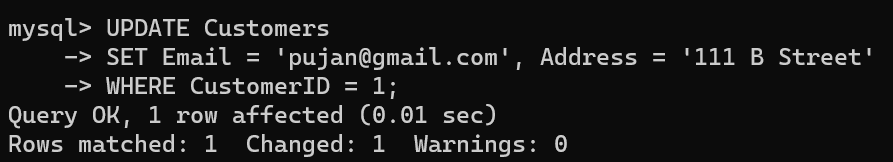 mysql> UPDATE Customers
    -> SET Email = 'pujan@gmail.com', Address = '111 B Street'
    -> WHERE CustomerID = 1;
Query OK, 1 row affected (0.01 sec)
Rows matched: 1  Changed: 1  Warnings: 0